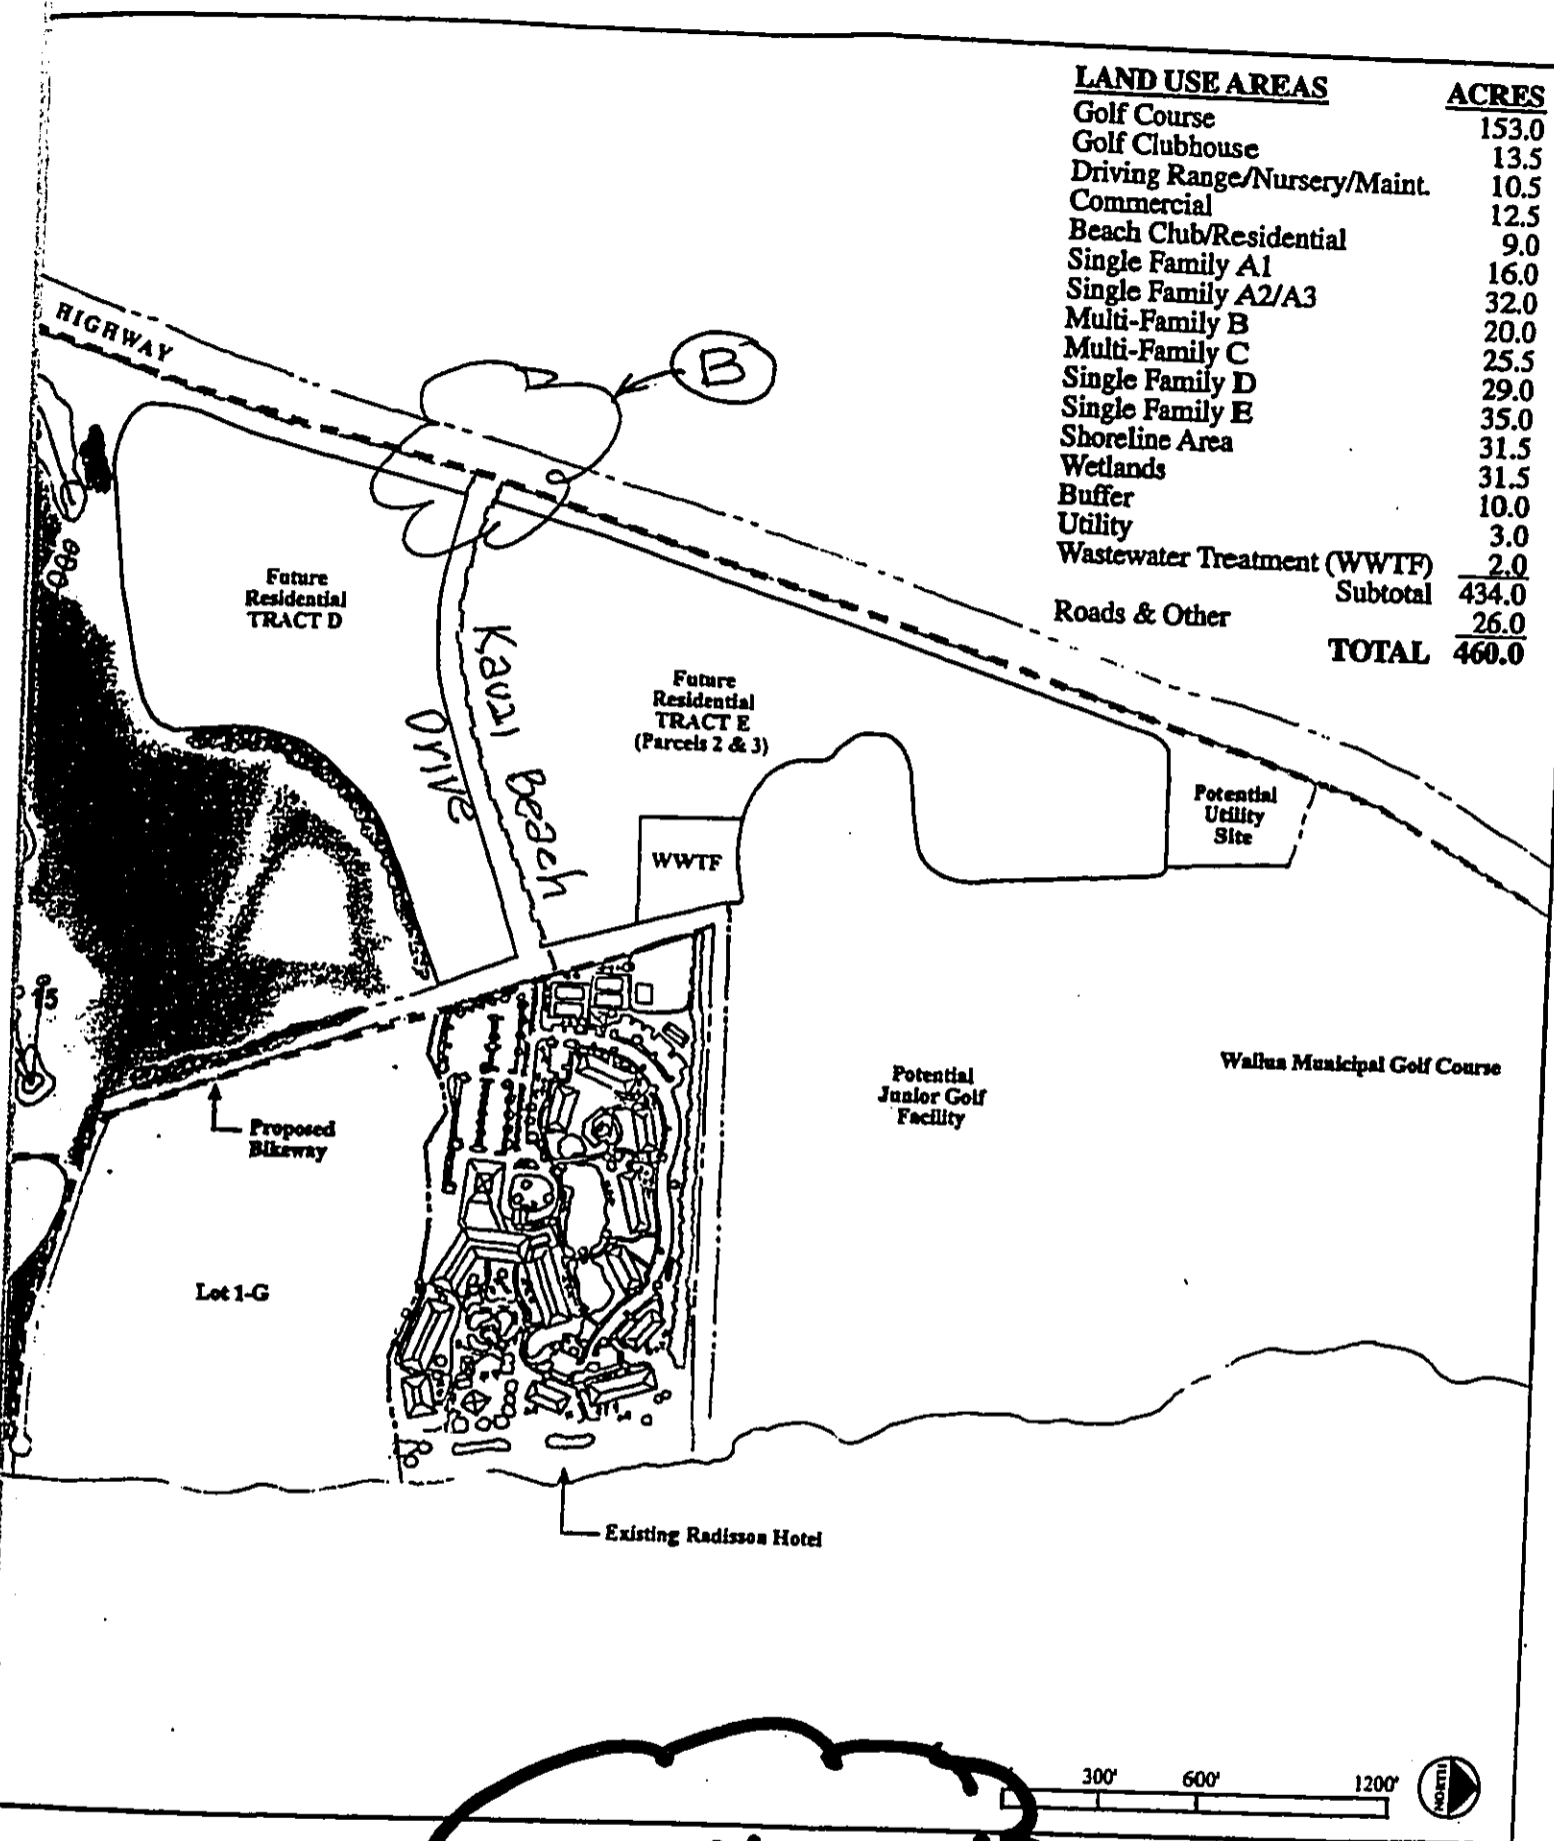 LAND USE AREAS ACRES
Golf Course 153.0
Golf Clubhouse 13.5
Driving Range/Nursery/Maint. 10.5
Commercial 12.5
Beach Club/Residential 9.0
Single Family A1 16.0
Single Family A2/A3 32.0
Multi-Family B 20.0
Multi-Family C 25.5
Single Family D 29.0
Single Family E 35.0
Shoreline Area 31.5
Wetlands 31.5
Buffer 10.0
Utility 3.0
Wastewater Treatment (WWTF) 2.0
Subtotal 434.0
Roads & Other 26.0
TOTAL 460.0
HIGHWAY
B
Future
Residential
TRACT D
Kauai Beach
Drive
Future
Residential
TRACT E
(Parcels 2 & 3)
WWTF
Potential
Utility
Site
15
Proposed
Bikeway
Potential
Junior Golf
Facility
Wailua Municipal Golf Course
Lot 1-G
Existing Radisson Hotel
300' 600' 1200'
NORTH